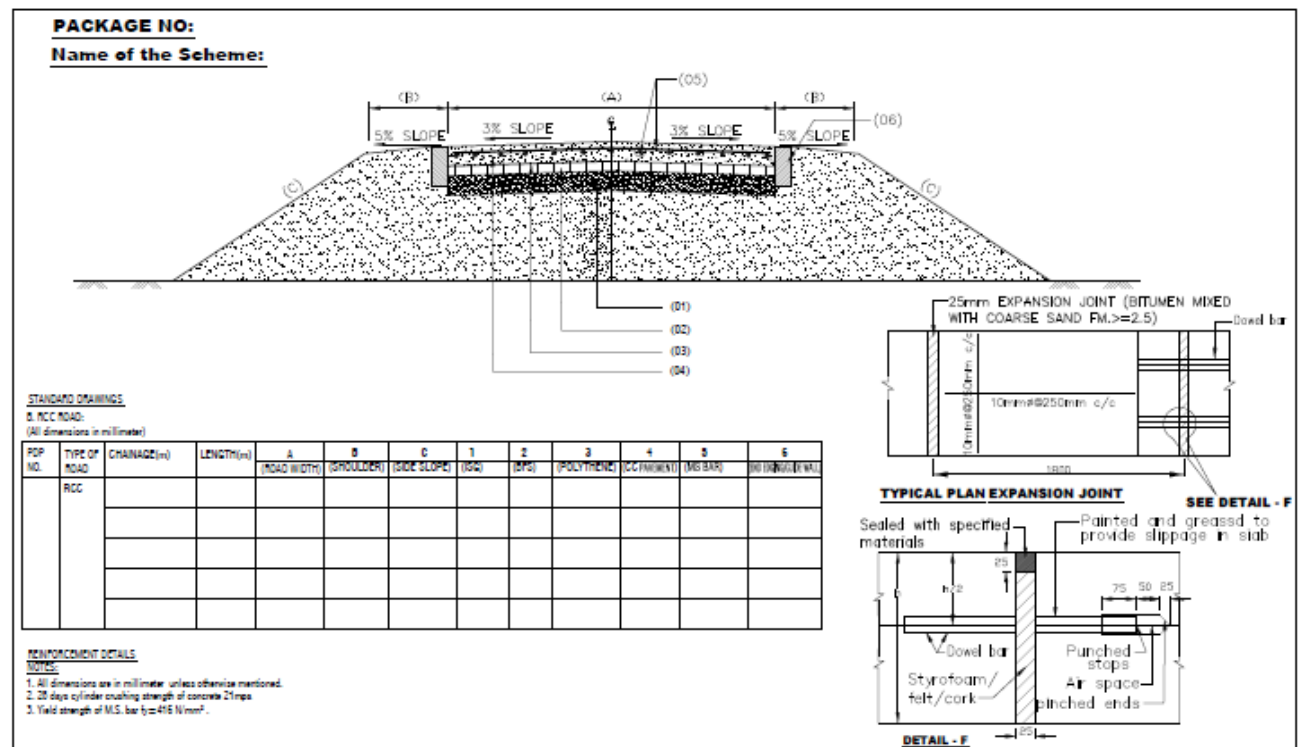 PACKAGE NO:
Name of the Scheme:
(05)
(B)
(A)
(B)
(06)
5% SLOPE
3% SLOPE
℄
3% SLOPE
5% SLOPE
(C)
(C)
(01)
(02)
(03)
(04)
25mm EXPANSION JOINT (BITUMEN MIXED
WITH COARSE SAND FM.>=2.5)
Dowel bar
10mm#@250mm c/c
10mm#@250mm c/c
1800
TYPICAL PLAN EXPANSION JOINT
SEE DETAIL - F
STANDARD DRAWINGS
B. RCC ROAD:
(All dimensions in millimeter)
PDP NO.
TYPE OF ROAD
CHAINAGE(m)
LENGTH(m)
A (ROAD WIDTH)
B (SHOULDER)
C (SIDE SLOPE)
1 (ISG)
2 (BFS)
3 (POLYTHENE)
4 (CC PAVEMENT)
5 (MS BAR)
6
RCC
Sealed with specified
materials
Painted and greassd to
provide slippage in slab
25
h
h/2
75 50 25
Dowel bar
Punched
stops
Styrofoam/
felt/cork
Air space
pinched ends
25
DETAIL - F
REINFORCEMENT DETAILS
NOTES:
1. All dimensions are in millimeter unless otherwise mentioned.
2. 28 days cylinder crushing strength of concrete 21mpa
3. Yield strength of M.S. bar fy=415 N/mm².